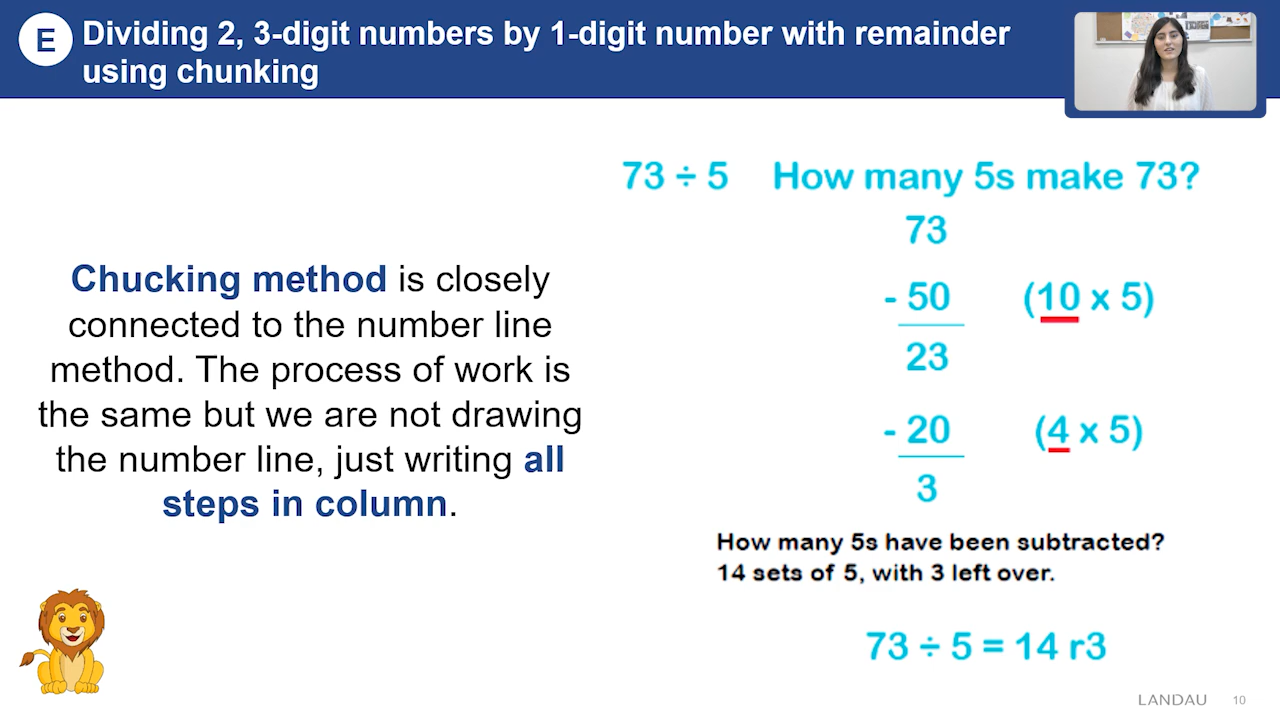 E
Dividing 2, 3-digit numbers by 1-digit number with remainder
using chunking
Chucking method is closely
connected to the number line
method. The process of work is
the same but we are not drawing
the number line, just writing all
steps in column.
73 ÷ 5 How many 5s make 73?
73
- 50 (10 x 5)
23
- 20 (4 x 5)
3
How many 5s have been subtracted?
14 sets of 5, with 3 left over.
73 ÷ 5 = 14 r3
LANDAU 10